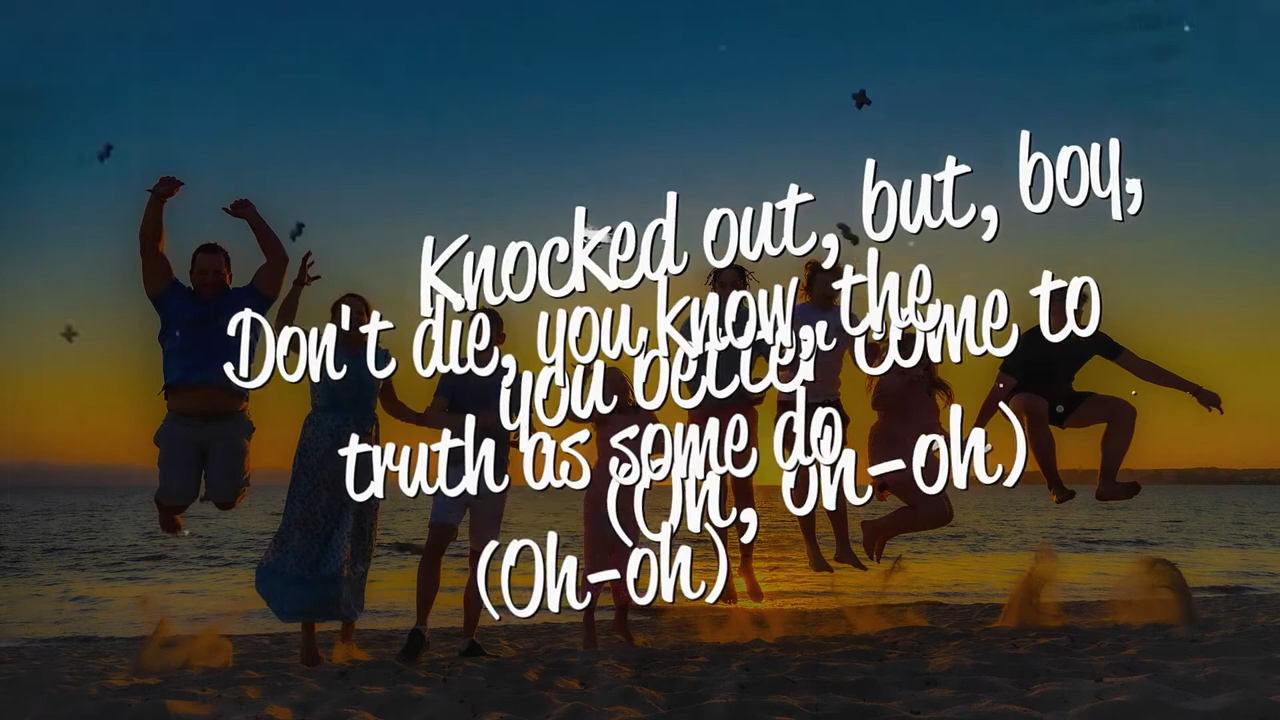 Knocked out, but, boy,
you better come to
(Oh, oh-oh)
Don't die, you know, the
truth as some do
(Oh-oh)